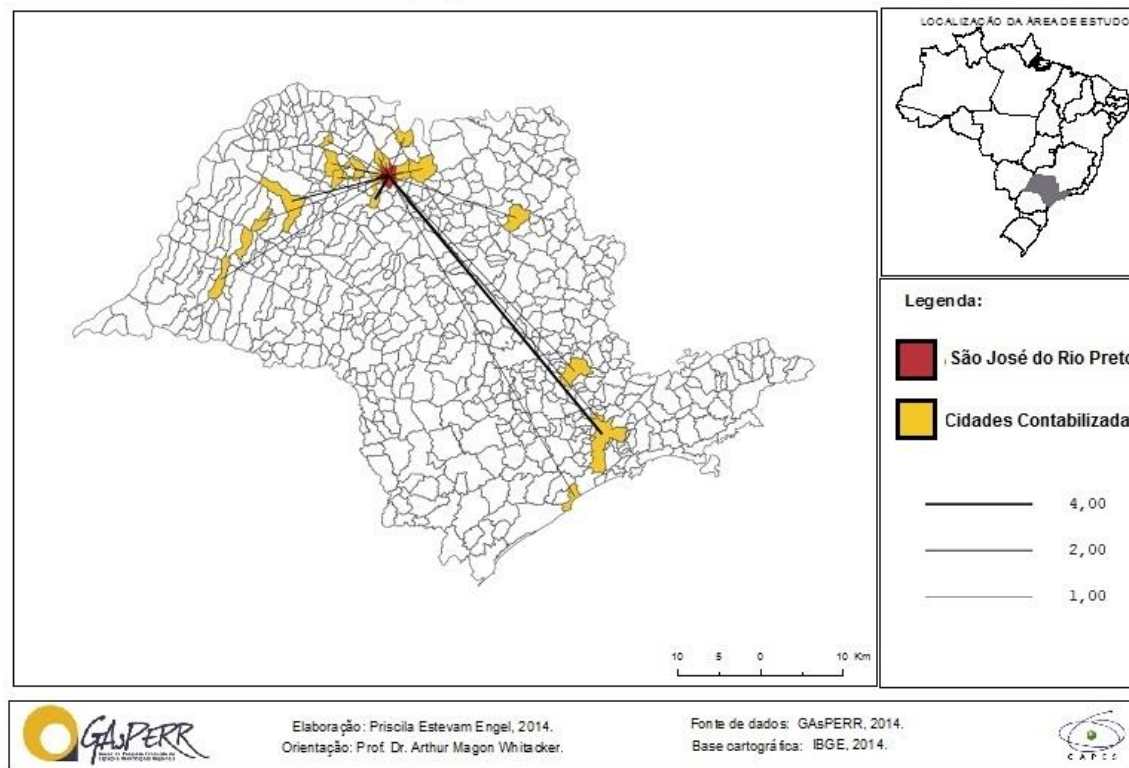 LOCALIZAÇÃO DA ÁREA DE ESTUDO
Legenda:
São José do Rio Preto
Cidades Contabilizada
4,00
2,00
1,00
10 5 0 10 Km
GAsPERR
Elaboração: Priscila Estevam Engel, 2014.
Orientação: Prof. Dr. Arthur Magon Whitacker.
Fonte de dados: GAsPERR, 2014.
Base cartográfica: IBGE, 2014.
CAPES